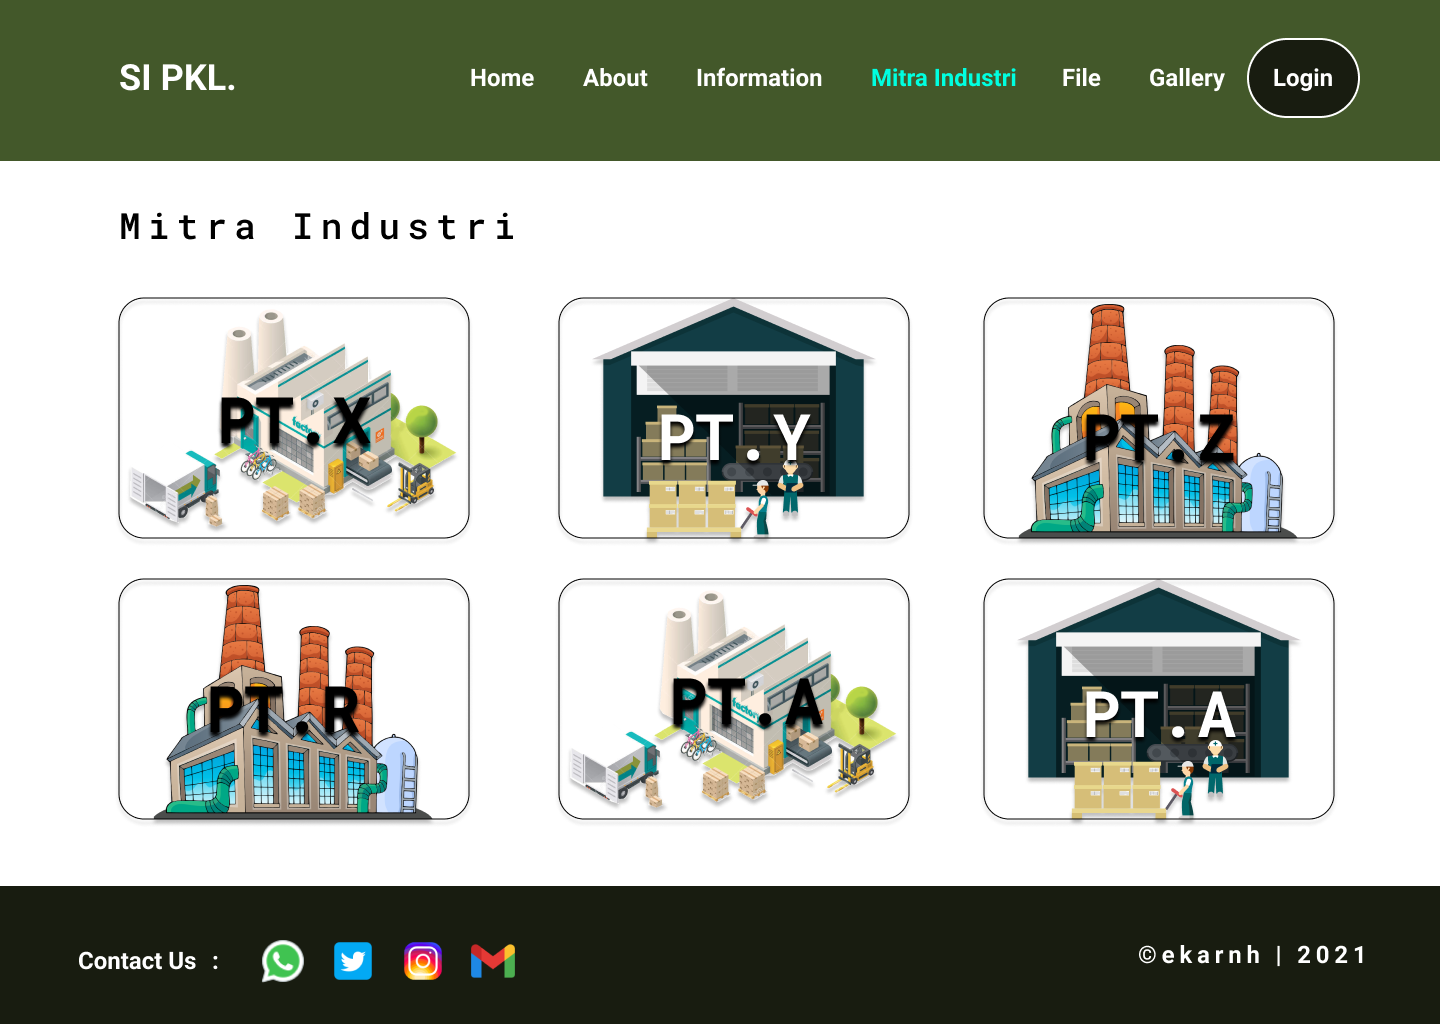 SI PKL.
Home About Information Mitra Industri File Gallery Login
Mitra Industri
PT.X
PT.Y
PT.Z
PT.R
factory
PT.A
PT.A
Contact Us :
©ekarnh | 2021